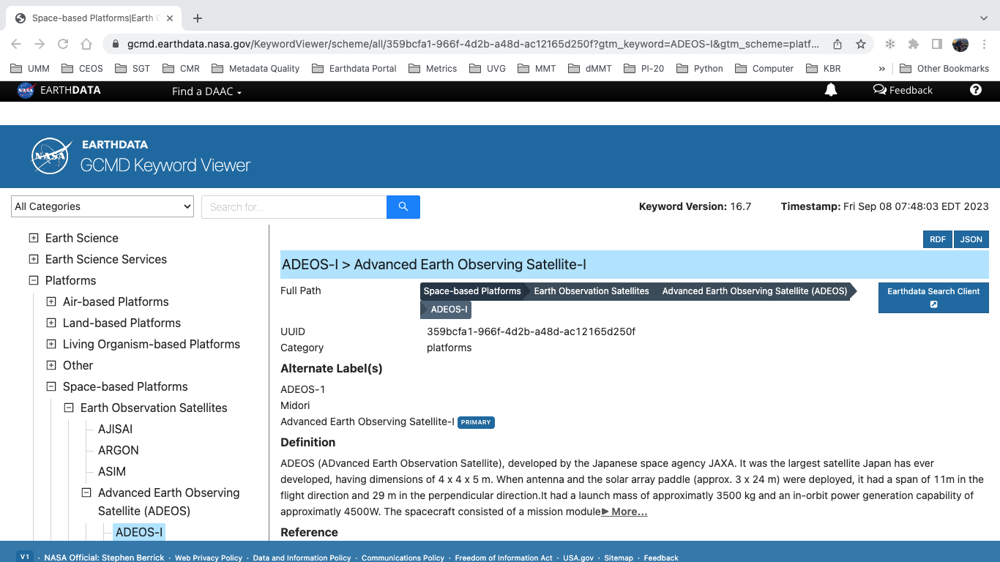 Space-based Platforms|Earth
gcmd.earthdata.nasa.gov/KeywordViewer/scheme/all/359bcfa1-966f-4d2b-a48d-ac12165d250f?gtm_keyword=ADEOS-I&gtm_scheme=platf...
UMM CEOS SGT CMR Metadata Quality Earthdata Portal Metrics UVG MMT dMMT PI-20 Python Computer KBR » Other Bookmarks
NASA EARTHDATA Find a DAAC Feedback ?
NASA EARTHDATA
GCMD Keyword Viewer
All Categories Search for... Keyword Version: 16.7 Timestamp: Fri Sep 08 07:48:03 EDT 2023
Earth Science
Earth Science Services
Platforms
Air-based Platforms
Land-based Platforms
Living Organism-based Platforms
Other
Space-based Platforms
Earth Observation Satellites
AJISAI
ARGON
ASIM
Advanced Earth Observing
Satellite (ADEOS)
ADEOS-I
RDF JSON
ADEOS-I > Advanced Earth Observing Satellite-I
Full Path Space-based Platforms Earth Observation Satellites Advanced Earth Observing Satellite (ADEOS)
ADEOS-I
Earthdata Search Client
UUID 359bcfa1-966f-4d2b-a48d-ac12165d250f
Category platforms
Alternate Label(s)
ADEOS-1
Midori
Advanced Earth Observing Satellite-I PRIMARY
Definition
ADEOS (ADvanced Earth Observation Satellite), developed by the Japanese space agency JAXA. It was the largest satellite Japan has ever
developed, having dimensions of 4 x 4 x 5 m. When antenna and the solar array paddle (approx. 3 x 24 m) were deployed, it had a span of 11m in the
flight direction and 29 m in the perpendicular direction.It had a launch mass of approximatly 3500 kg and an in-orbit power generation capability of
approximatly 4500W. The spacecraft consisted of a mission module▶ More...
Reference
V1 · NASA Official: Stephen Berrick · Web Privacy Policy · Data and Information Policy · Communications Policy · Freedom of Information Act · USA.gov · Sitemap · Feedback